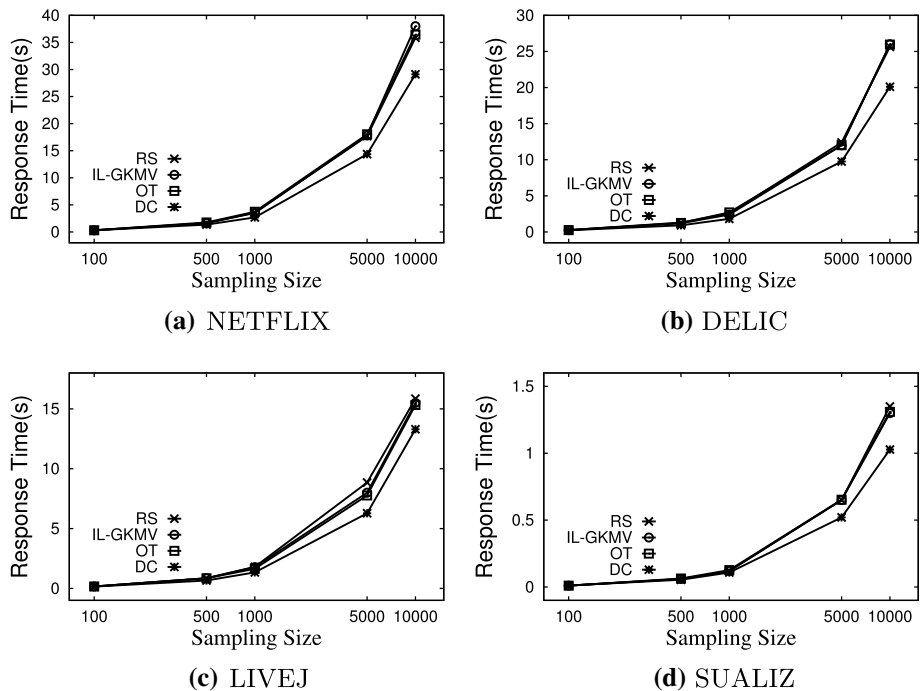 40
35
30
25
20
15
10
5
0
Response Time(s)
RS
IL-GKMV
OT
DC
100 500 1000 5000 10000
Sampling Size
(a) NETFLIX
30
25
20
15
10
5
0
Response Time(s)
RS
IL-GKMV
OT
DC
100 500 1000 5000 10000
Sampling Size
(b) DELIC
15
10
5
0
Response Time(s)
RS
IL-GKMV
OT
DC
100 500 1000 5000 10000
Sampling Size
(c) LIVEJ
1.5
1
0.5
0
Response Time(s)
RS
IL-GKMV
OT
DC
100 500 1000 5000 10000
Sampling Size
(d) SUALIZ